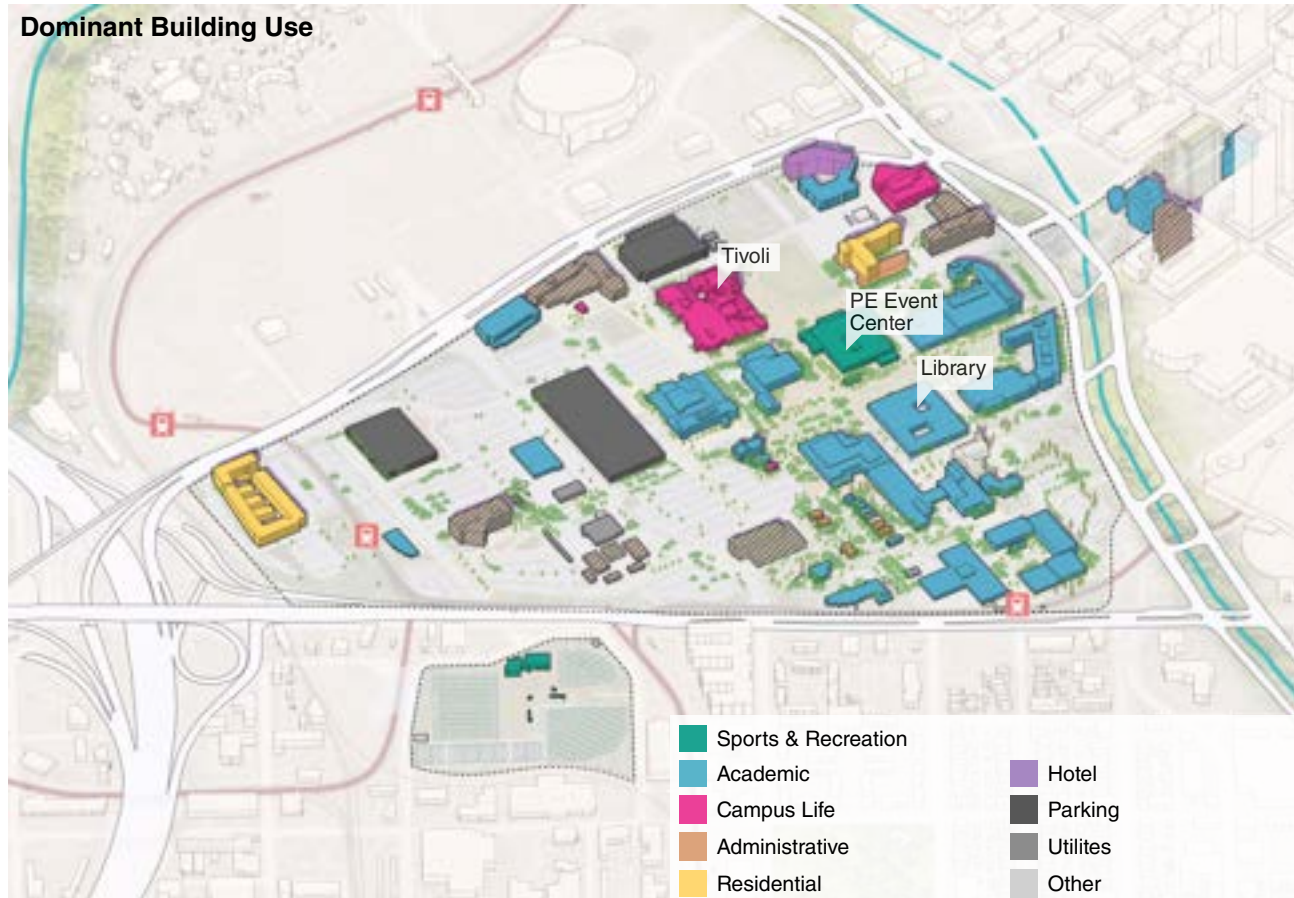 Dominant Building Use
Tivoli
PE Event
Center
Library
Sports & Recreation
Academic
Campus Life
Administrative
Residential
Hotel
Parking
Utilites
Other